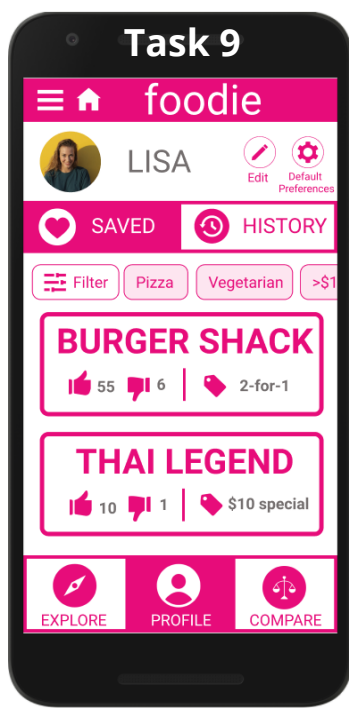 Task 9
foodie
LISA
Edit
Default
Preferences
SAVED
HISTORY
Filter
Pizza
Vegetarian
>$1
BURGER SHACK
55
6
2-for-1
THAI LEGEND
10
1
$10 special
EXPLORE
PROFILE
COMPARE